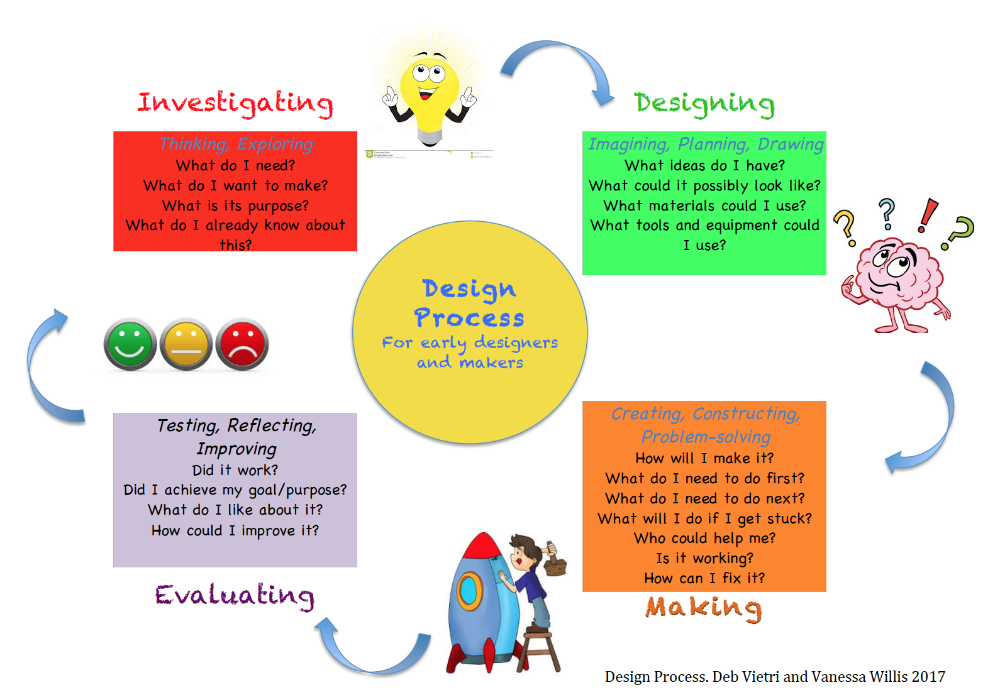 Investigating
Thinking, Exploring
What do I need?
What do I want to make?
What is its purpose?
What do I already know about
this?
Designing
Imagining, Planning, Drawing
What ideas do I have?
What could it possibly look like?
What materials could I use?
What tools and equipment could
I use?
Design
Process
For early designers
and makers
Creating, Constructing,
Problem-solving
How will I make it?
What do I need to do first?
What do I need to do next?
What will I do if I get stuck?
Who could help me?
Is it working?
How can I fix it?
Making
Testing, Reflecting,
Improving
Did it work?
Did I achieve my goal/purpose?
What do I like about it?
How could I improve it?
Evaluating
Design Process. Deb Vietri and Vanessa Willis 2017